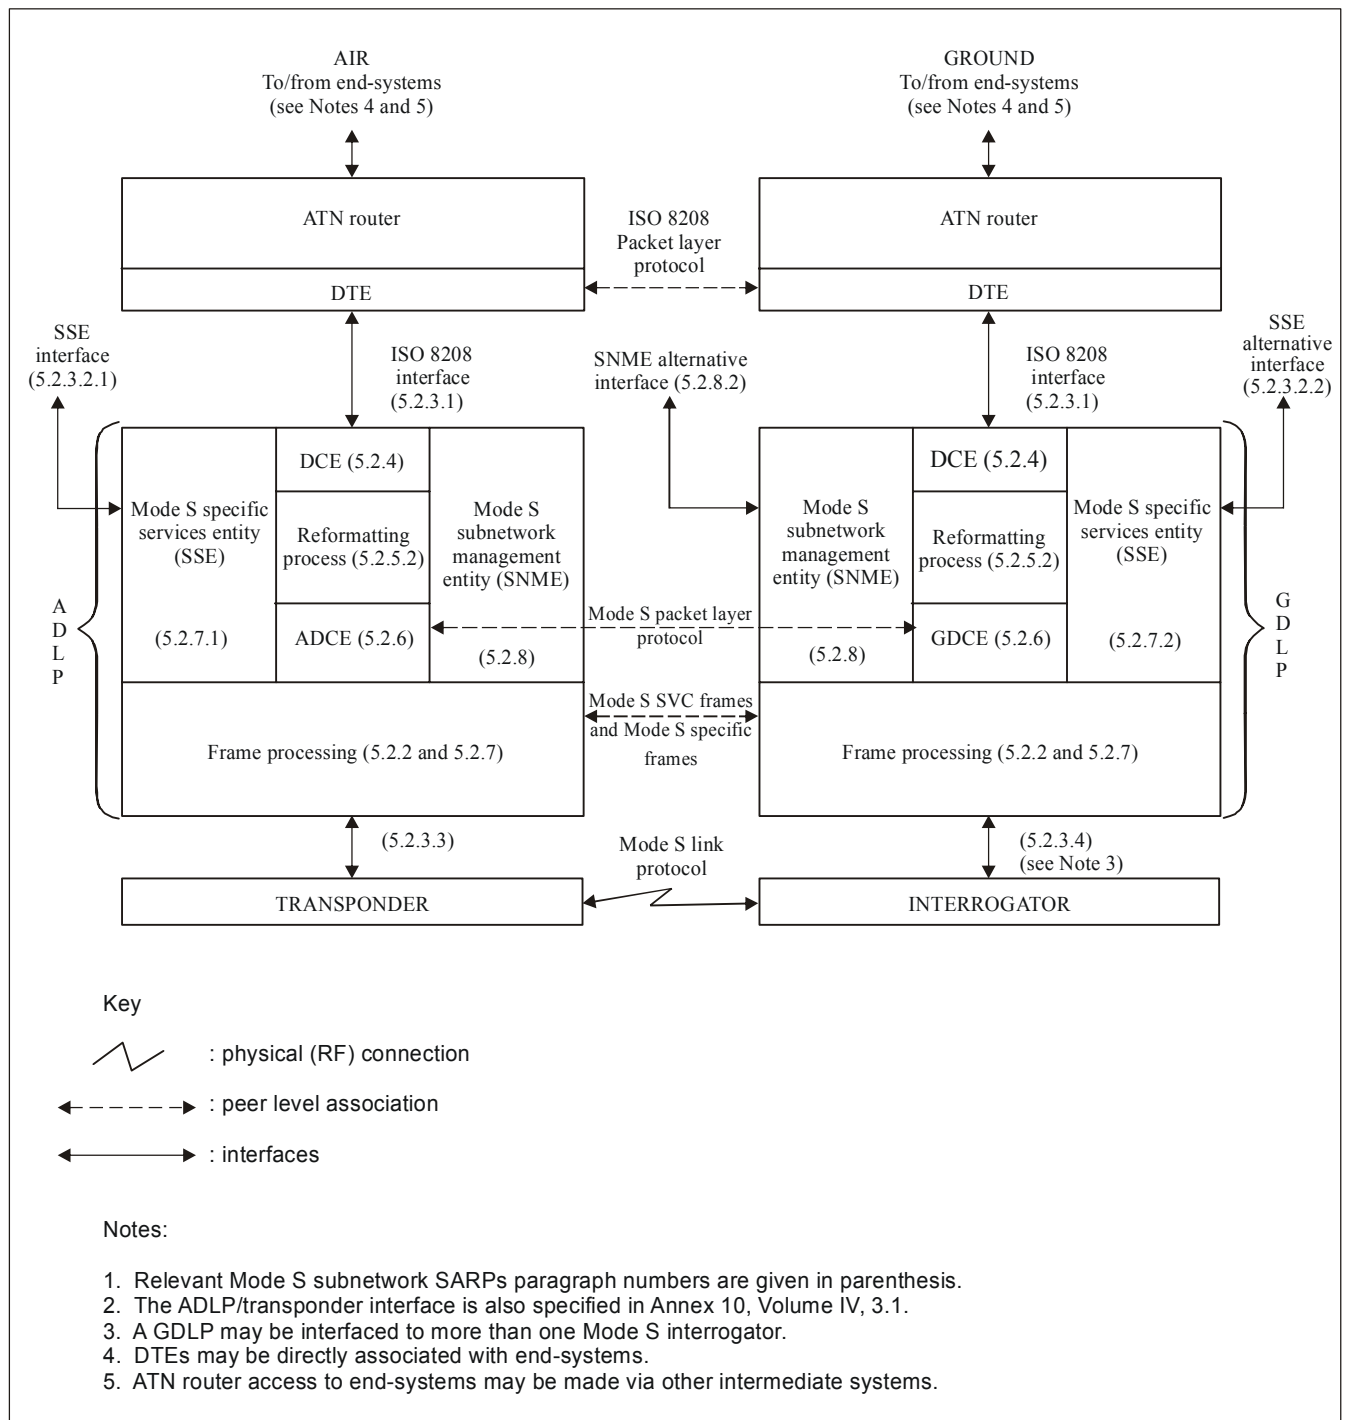 AIR
To/from end-systems
(see Notes 4 and 5)
GROUND
To/from end-systems
(see Notes 4 and 5)
ATN router
DTE
ISO 8208
Packet layer
protocol
ATN router
DTE
SSE
interface
(5.2.3.2.1)
ISO 8208
interface
(5.2.3.1)
SNME alternative
interface (5.2.8.2)
ISO 8208
interface
(5.2.3.1)
SSE
alternative
interface
(5.2.3.2.2)
A
D
L
P
Mode S specific
services entity
(SSE)
(5.2.7.1)
DCE (5.2.4)
Reformatting
process (5.2.5.2)
ADCE (5.2.6)
Mode S
subnetwork
management
entity (SNME)
(5.2.8)
Mode S packet layer
protocol
Mode S
subnetwork
management
entity (SNME)
(5.2.8)
DCE (5.2.4)
Reformatting
process (5.2.5.2)
GDCE (5.2.6)
Mode S specific
services entity
(SSE)
(5.2.7.2)
G
D
L
P
Frame processing (5.2.2 and 5.2.7)
Mode S SVC frames
and Mode S specific
frames
Frame processing (5.2.2 and 5.2.7)
(5.2.3.3)
Mode S link
protocol
(5.2.3.4)
(see Note 3)
TRANSPONDER
INTERROGATOR
Key
: physical (RF) connection
: peer level association
: interfaces
Notes:
1. Relevant Mode S subnetwork SARPs paragraph numbers are given in parenthesis.
2. The ADLP/transponder interface is also specified in Annex 10, Volume IV, 3.1.
3. A GDLP may be interfaced to more than one Mode S interrogator.
4. DTEs may be directly associated with end-systems.
5. ATN router access to end-systems may be made via other intermediate systems.